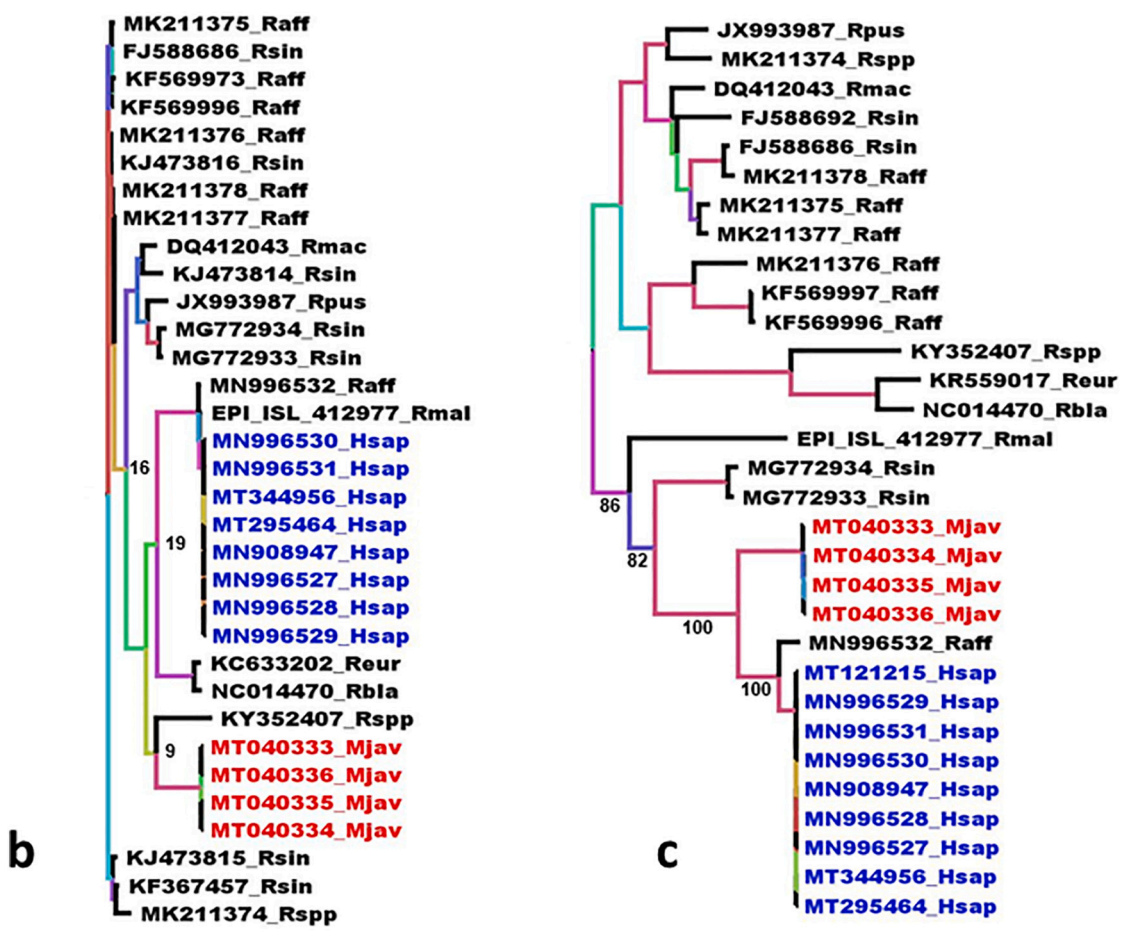 MK211375_Raff
FJ588686_Rsin
KF569973_Raff
KF569996_Raff
MK211376_Raff
KJ473816_Rsin
MK211378_Raff
MK211377_Raff
DQ412043_Rmac
KJ473814_Rsin
JX993987_Rpus
MG772934_Rsin
MG772933_Rsin
MN996532_Raff
EPI_ISL_412977_Rmal
MN996530_Hsap
16
MN996531_Hsap
MT344956_Hsap
MT295464_Hsap
19
MN908947_Hsap
MN996527_Hsap
MN996528_Hsap
MN996529_Hsap
KC633202_Reur
NC014470_Rbla
KY352407_Rspp
9
MT040333_Mjav
MT040336_Mjav
MT040335_Mjav
MT040334_Mjav
b
KJ473815_Rsin
KF367457_Rsin
MK211374_Rspp
JX993987_Rpus
MK211374_Rspp
DQ412043_Rmac
FJ588692_Rsin
FJ588686_Rsin
MK211378_Raff
MK211375_Raff
MK211377_Raff
MK211376_Raff
KF569997_Raff
KF569996_Raff
KY352407_Rspp
KR559017_Reur
NC014470_Rbla
EPI_ISL_412977_Rmal
MG772934_Rsin
86
MG772933_Rsin
MT040333_Mjav
82
MT040334_Mjav
MT040335_Mjav
MT040336_Mjav
100
MN996532_Raff
MT121215_Hsap
100
MN996529_Hsap
MN996531_Hsap
MN996530_Hsap
MN908947_Hsap
MN996528_Hsap
c
MN996527_Hsap
MT344956_Hsap
MT295464_Hsap